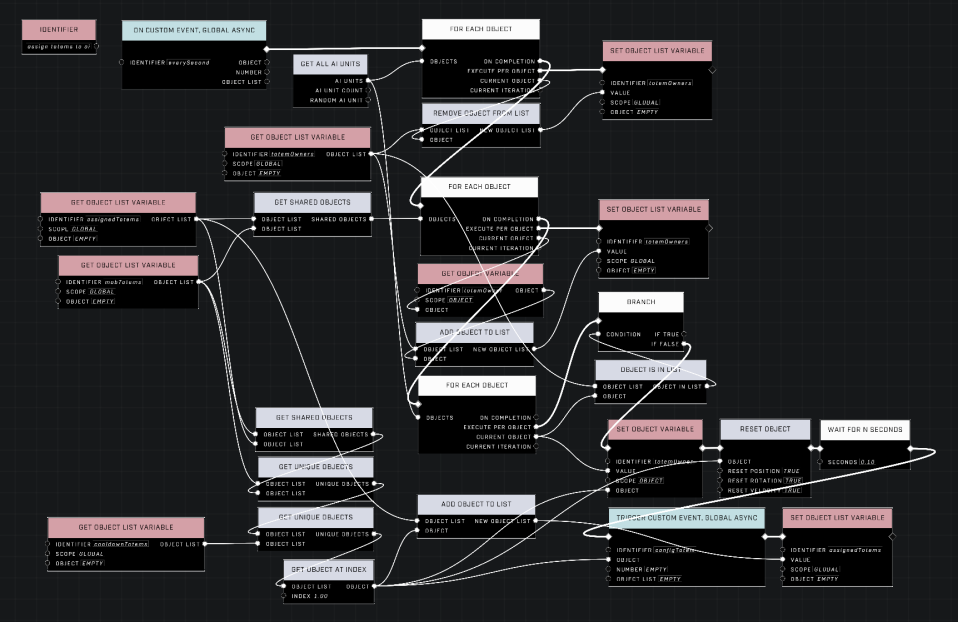 IDENTIFIER
assign totems to ai
ON CUSTOM EVENT, GLOBAL ASYNC
IDENTIFIER everySecond
OBJECT
NUMBER
OBJECT LIST
GET ALL AI UNITS
AI UNITS
AI UNIT COUNT
RANDOM AI UNIT
FOR EACH OBJECT
OBJECTS
ON COMPLETION
EXECUTE PER OBJECT
CURRENT OBJECT
CURRENT ITERATION
SET OBJECT LIST VARIABLE
IDENTIFIER totemOwners
VALUE
SCOPE GLOBAL
OBJECT EMPTY
REMOVE OBJECT FROM LIST
OBJECT LIST NEW OBJECT LIST
OBJECT
GET OBJECT LIST VARIABLE
IDENTIFIER totemOwners OBJECT LIST
SCOPE GLOBAL
OBJECT EMPTY
GET OBJECT LIST VARIABLE
IDENTIFIER assignedTotems OBJECT LIST
SCOPE GLOBAL
OBJECT EMPTY
GET SHARED OBJECTS
OBJECT LIST SHARED OBJECTS
OBJECT LIST
GET OBJECT LIST VARIABLE
IDENTIFIER mobTotems OBJECT LIST
SCOPE GLOBAL
OBJECT EMPTY
FOR EACH OBJECT
OBJECTS
ON COMPLETION
EXECUTE PER OBJECT
CURRENT OBJECT
CURRENT ITERATION
SET OBJECT LIST VARIABLE
IDENTIFIER totemOwners
VALUE
SCOPE GLOBAL
OBJECT EMPTY
GET OBJECT VARIABLE
IDENTIFIER OBJECT
SCOPE OBJECT
OBJECT
ADD OBJECT TO LIST
OBJECT LIST NEW OBJECT LIST
OBJECT
BRANCH
CONDITION IF TRUE
IF FALSE
OBJECT IS IN LIST
OBJECT LIST OBJECT IN LIST
OBJECT
FOR EACH OBJECT
OBJECTS ON COMPLETION
EXECUTE PER OBJECT
CURRENT OBJECT
CURRENT ITERATION
GET SHARED OBJECTS
OBJECT LIST SHARED OBJECTS
OBJECT LIST
GET UNIQUE OBJECTS
OBJECT LIST UNIQUE OBJECTS
OBJECT LIST
GET UNIQUE OBJECTS
OBJECT LIST UNIQUE OBJECTS
OBJECT LIST
GET OBJECT LIST VARIABLE
IDENTIFIER cooldownTotems OBJECT LIST
SCOPE GLOBAL
OBJECT EMPTY
GET OBJECT AT INDEX
OBJECT LIST OBJECT
INDEX 1.00
ADD OBJECT TO LIST
OBJECT LIST NEW OBJECT LIST
OBJECT
SET OBJECT VARIABLE
IDENTIFIER totemOwner
VALUE
SCOPE OBJECT
OBJECT
RESET OBJECT
OBJECT
RESET POSITION TRUE
RESET ROTATION TRUE
RESET VELOCITY TRUE
WAIT FOR N SECONDS
SECONDS 0.10
TRIGGER CUSTOM EVENT, GLOBAL ASYNC
IDENTIFIER configTotem
OBJECT
NUMBER EMPTY
OBJECT LIST EMPTY
SET OBJECT LIST VARIABLE
IDENTIFIER assignedTotems
VALUE
SCOPE GLOBAL
OBJECT EMPTY